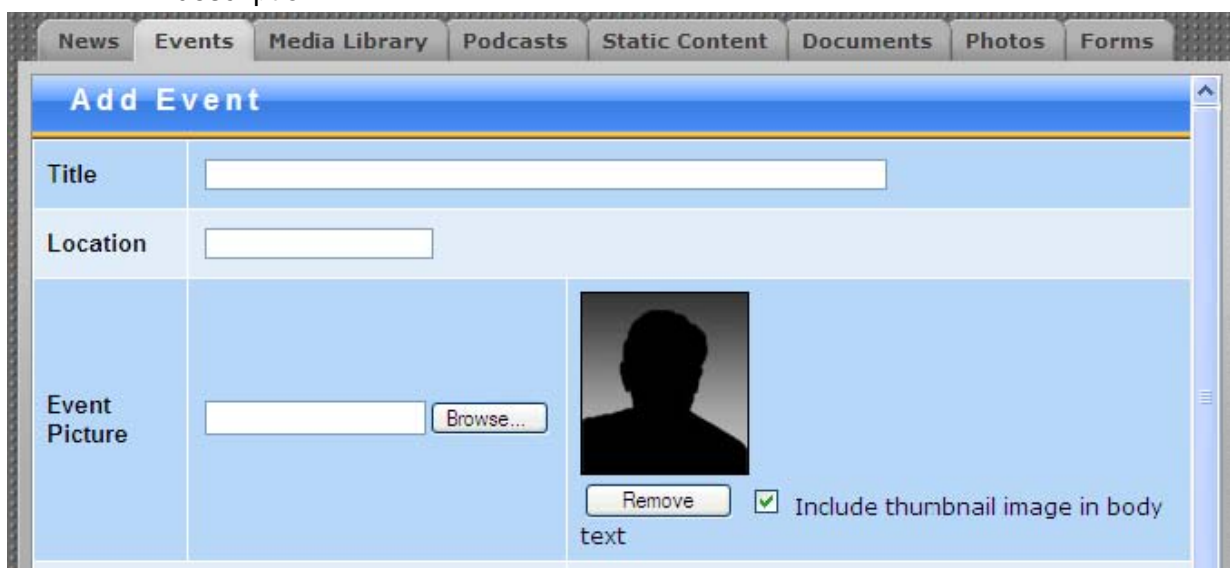 News Events Media Library Podcasts Static Content Documents Photos Forms
Add Event
Title
Location
Event
Picture
Browse...
Remove Include thumbnail image in body
text